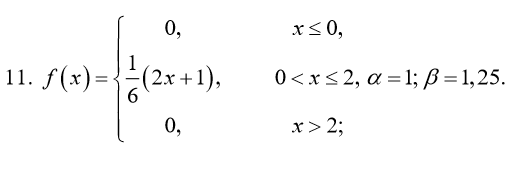 0, x ≤ 0,
11. f(x) = { 1/6 (2x+1), 0 < x ≤ 2, α = 1; β = 1,25.
0, x > 2;